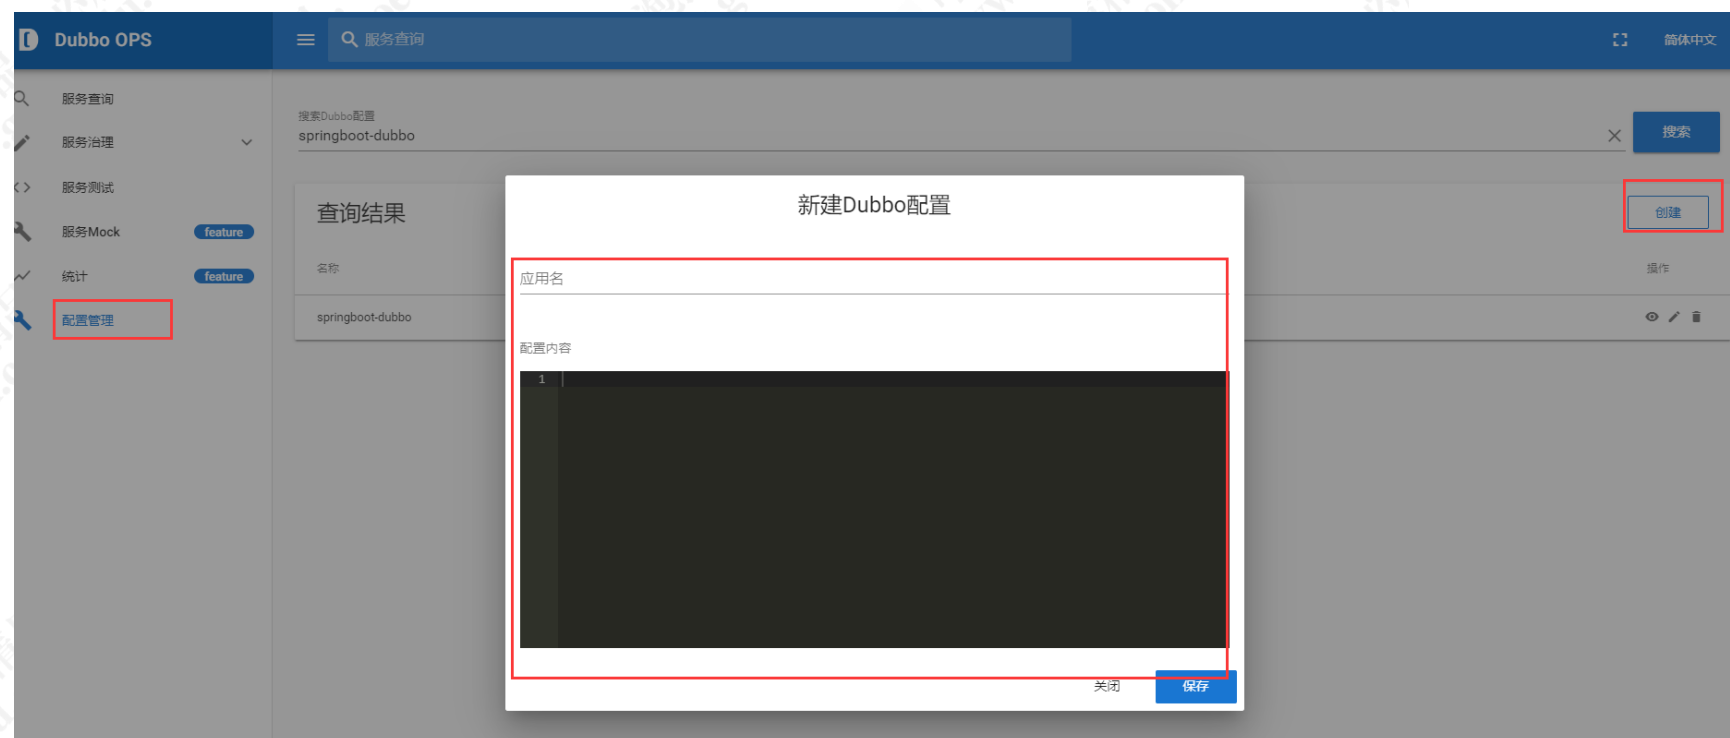 Dubbo OPS
服务查询
简体中文
服务查询
服务治理
服务测试
服务Mock
feature
统计
feature
配置管理
搜索Dubbo配置
springboot-dubbo
搜索
查询结果
创建
名称
操作
springboot-dubbo
新建Dubbo配置
应用名
配置内容
1
关闭
保存